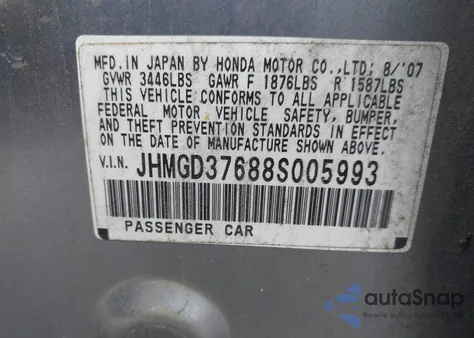 MFD. IN JAPAN BY HONDA MOTOR CO.,LTD; 8/'07
GVWR 3446LBS GAWR F 1876LBS R 1587LBS
THIS VEHICLE CONFORMS TO ALL APPLICABLE
FEDERAL MOTOR VEHICLE SAFETY, BUMPER,
AND THEFT PREVENTION STANDARDS IN EFFECT
ON THE DATE OF MANUFACTURE SHOWN ABOVE.
V.I.N. JHMGD37688S005993
PASSENGER CAR
autoSnap